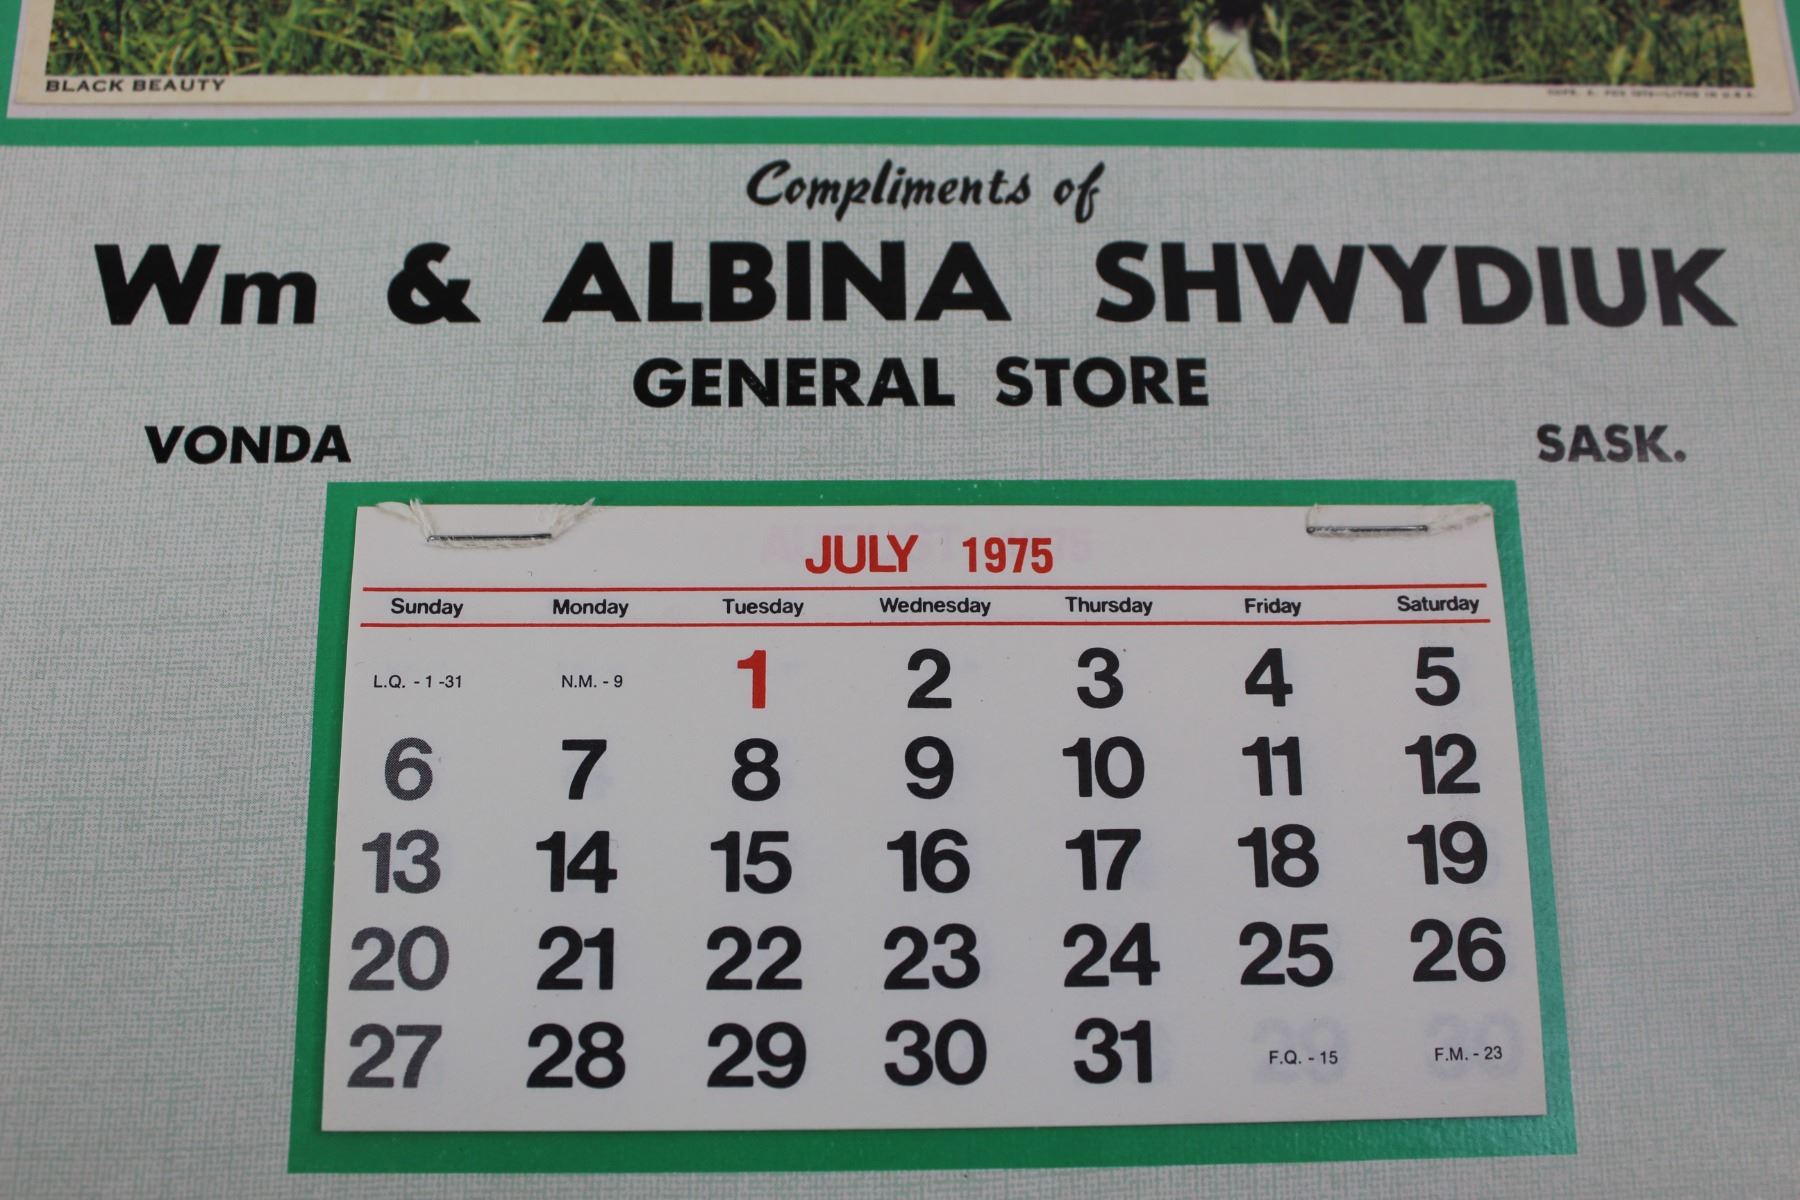 BLACK BEAUTY
Compliments of
Wm & ALBINA SHWYDIUK
GENERAL STORE
VONDA SASK.
JULY 1975
Sunday Monday Tuesday Wednesday Thursday Friday Saturday
L.Q. - 1 -31 N.M. - 9 1 2 3 4 5
6 7 8 9 10 11 12
13 14 15 16 17 18 19
20 21 22 23 24 25 26
27 28 29 30 31 F.Q. - 15 F.M. - 23